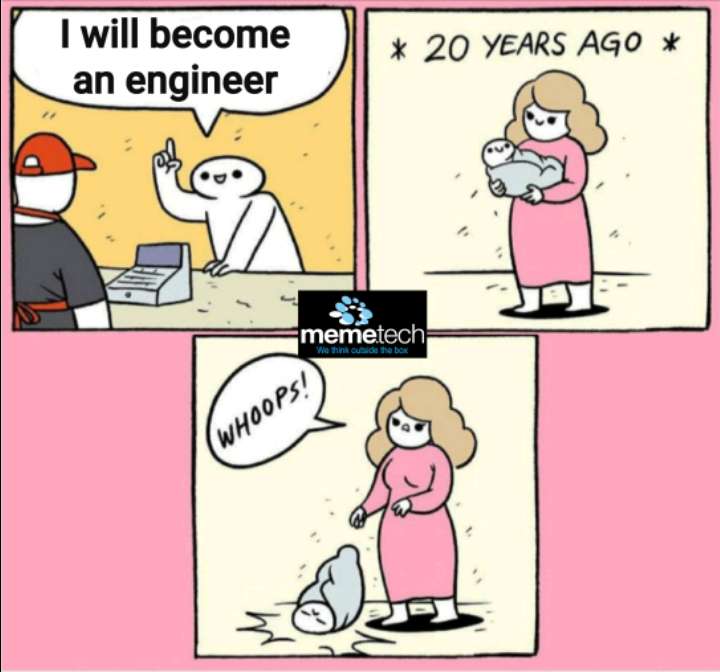 I will become
an engineer
* 20 YEARS AGO *
memetech
We think outside the box
WHOOPS!